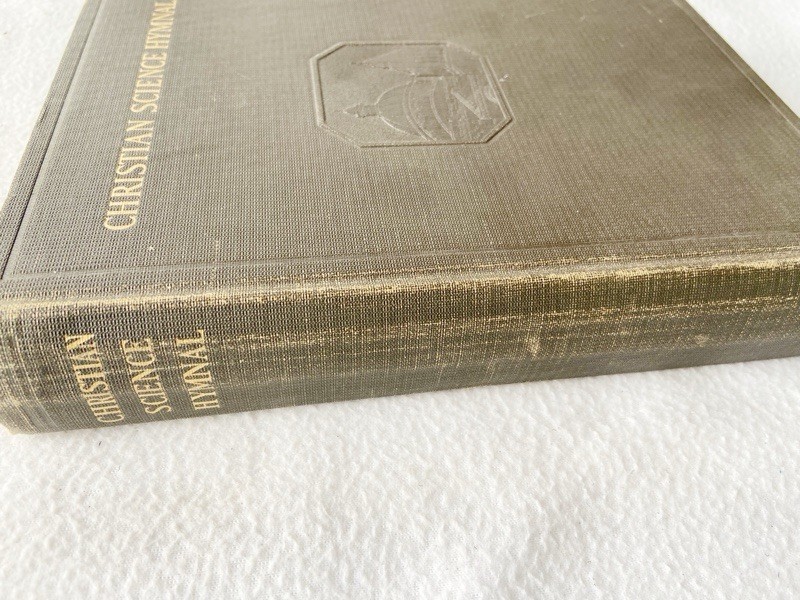 CHRISTIAN SCIENCE HYMNAL
CHRISTIAN
SCIENCE
HYMNAL